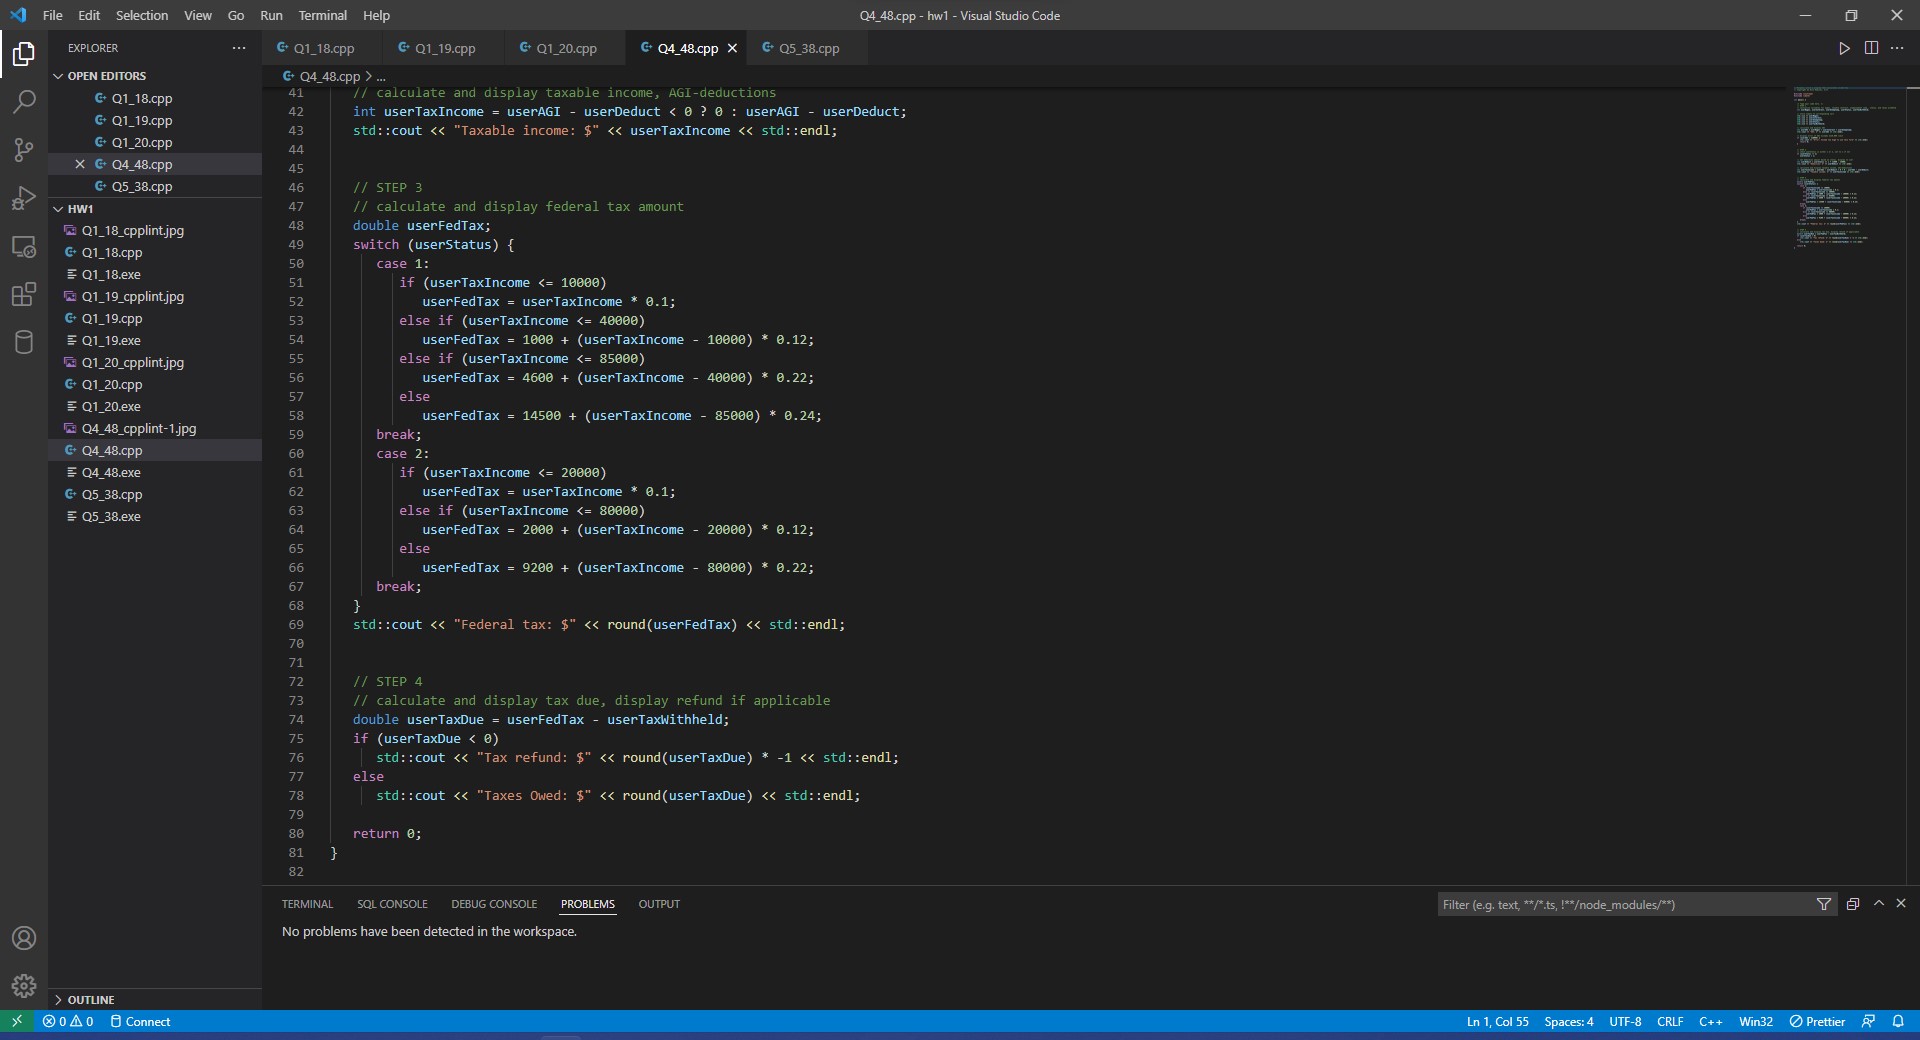 File Edit Selection View Go Run Terminal Help
Q4_48.cpp - hw1 - Visual Studio Code
EXPLORER
OPEN EDITORS
Q1_18.cpp
Q1_19.cpp
Q1_20.cpp
Q4_48.cpp
Q5_38.cpp
HW1
Q1_18_cpplint.jpg
Q1_18.cpp
Q1_18.exe
Q1_19_cpplint.jpg
Q1_19.cpp
Q1_19.exe
Q1_20_cpplint.jpg
Q1_20.cpp
Q1_20.exe
Q4_48_cpplint-1.jpg
Q4_48.cpp
Q4_48.exe
Q5_38.cpp
Q5_38.exe
OUTLINE
Q1_18.cpp Q1_19.cpp Q1_20.cpp Q4_48.cpp Q5_38.cpp
Q4_48.cpp > ...
41 // calculate and display taxable income, AGI-deductions
42 int userTaxIncome = userAGI - userDeduct < 0 ? 0 : userAGI - userDeduct;
43 std::cout << "Taxable income: $" << userTaxIncome << std::endl;
44
45
46 // STEP 3
47 // calculate and display federal tax amount
48 double userFedTax;
49 switch (userStatus) {
50 case 1:
51 if (userTaxIncome <= 10000)
52 userFedTax = userTaxIncome * 0.1;
53 else if (userTaxIncome <= 40000)
54 userFedTax = 1000 + (userTaxIncome - 10000) * 0.12;
55 else if (userTaxIncome <= 85000)
56 userFedTax = 4600 + (userTaxIncome - 40000) * 0.22;
57 else
58 userFedTax = 14500 + (userTaxIncome - 85000) * 0.24;
59 break;
60 case 2:
61 if (userTaxIncome <= 20000)
62 userFedTax = userTaxIncome * 0.1;
63 else if (userTaxIncome <= 80000)
64 userFedTax = 2000 + (userTaxIncome - 20000) * 0.12;
65 else
66 userFedTax = 9200 + (userTaxIncome - 80000) * 0.22;
67 break;
68 }
69 std::cout << "Federal tax: $" << round(userFedTax) << std::endl;
70
71
72 // STEP 4
73 // calculate and display tax due, display refund if applicable
74 double userTaxDue = userFedTax - userTaxWithheld;
75 if (userTaxDue < 0)
76 std::cout << "Tax refund: $" << round(userTaxDue) * -1 << std::endl;
77 else
78 std::cout << "Taxes Owed: $" << round(userTaxDue) << std::endl;
79
80 return 0;
81 }
82
TERMINAL SQL CONSOLE DEBUG CONSOLE PROBLEMS OUTPUT
Filter (e.g. text, **/*.ts, !**/node_modules/**)
No problems have been detected in the workspace.
0 0 Connect
Ln 1, Col 55 Spaces: 4 UTF-8 CRLF C++ Win32 Prettier